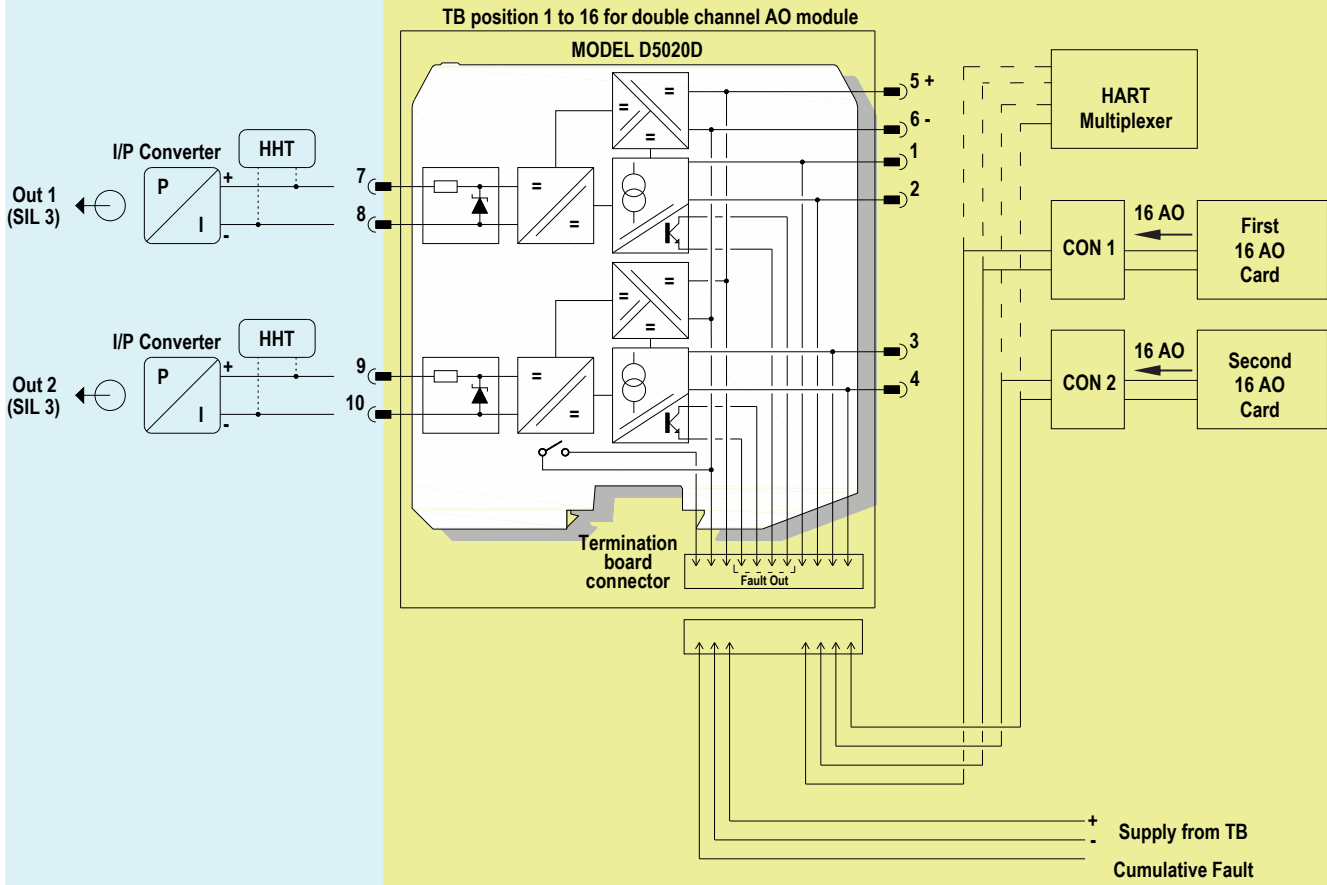 TB position 1 to 16 for double channel AO module
MODEL D5020D
5 +
6 -
1
2
3
4
HART
Multiplexer
I/P Converter
HHT
P
I
+
-
7
8
Out 1
(SIL 3)
=
=
=
=
=
CON 1
16 AO
First
16 AO
Card
I/P Converter
HHT
P
I
+
-
9
10
Out 2
(SIL 3)
=
=
=
=
=
CON 2
16 AO
Second
16 AO
Card
Termination
board
connector
Fault Out
+
-
Supply from TB
Cumulative Fault